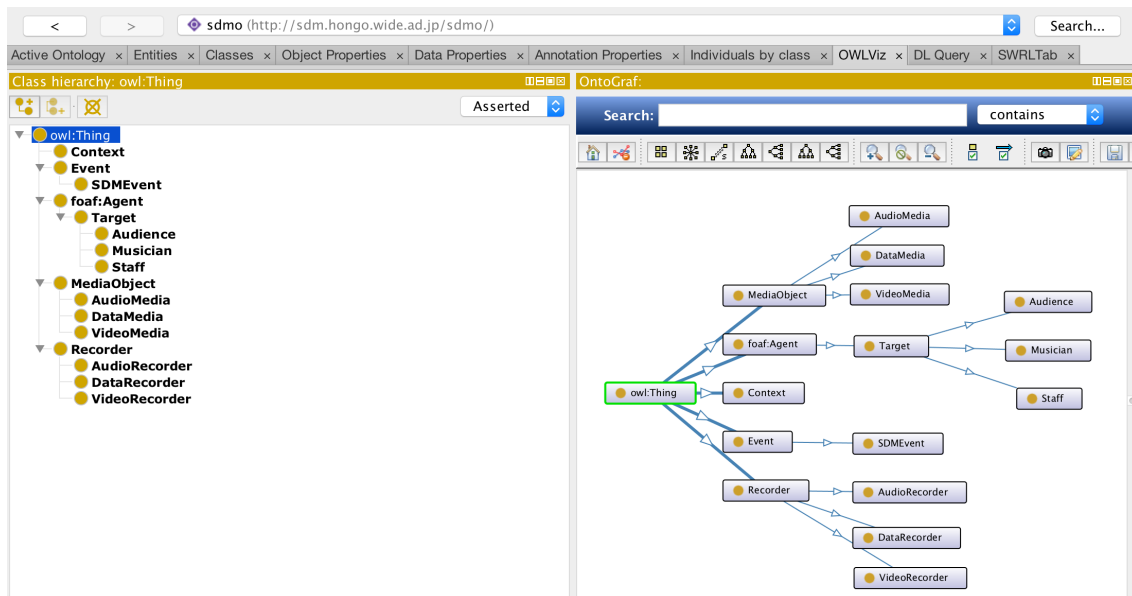 < > sdmo (http://sdm.hongo.wide.ad.jp/sdmo/) Search...
Active Ontology × Entities × Classes × Object Properties × Data Properties × Annotation Properties × Individuals by class × OWLViz × DL Query × SWRLTab ×
Class hierarchy: owl:Thing
Asserted
owl:Thing
Context
Event
SDMEvent
foaf:Agent
Target
Audience
Musician
Staff
MediaObject
AudioMedia
DataMedia
VideoMedia
Recorder
AudioRecorder
DataRecorder
VideoRecorder
OntoGraf:
Search: contains
AudioMedia
DataMedia
MediaObject
VideoMedia
Audience
foaf:Agent
Target
Musician
owl:Thing
Context
Staff
Event
SDMEvent
Recorder
AudioRecorder
DataRecorder
VideoRecorder